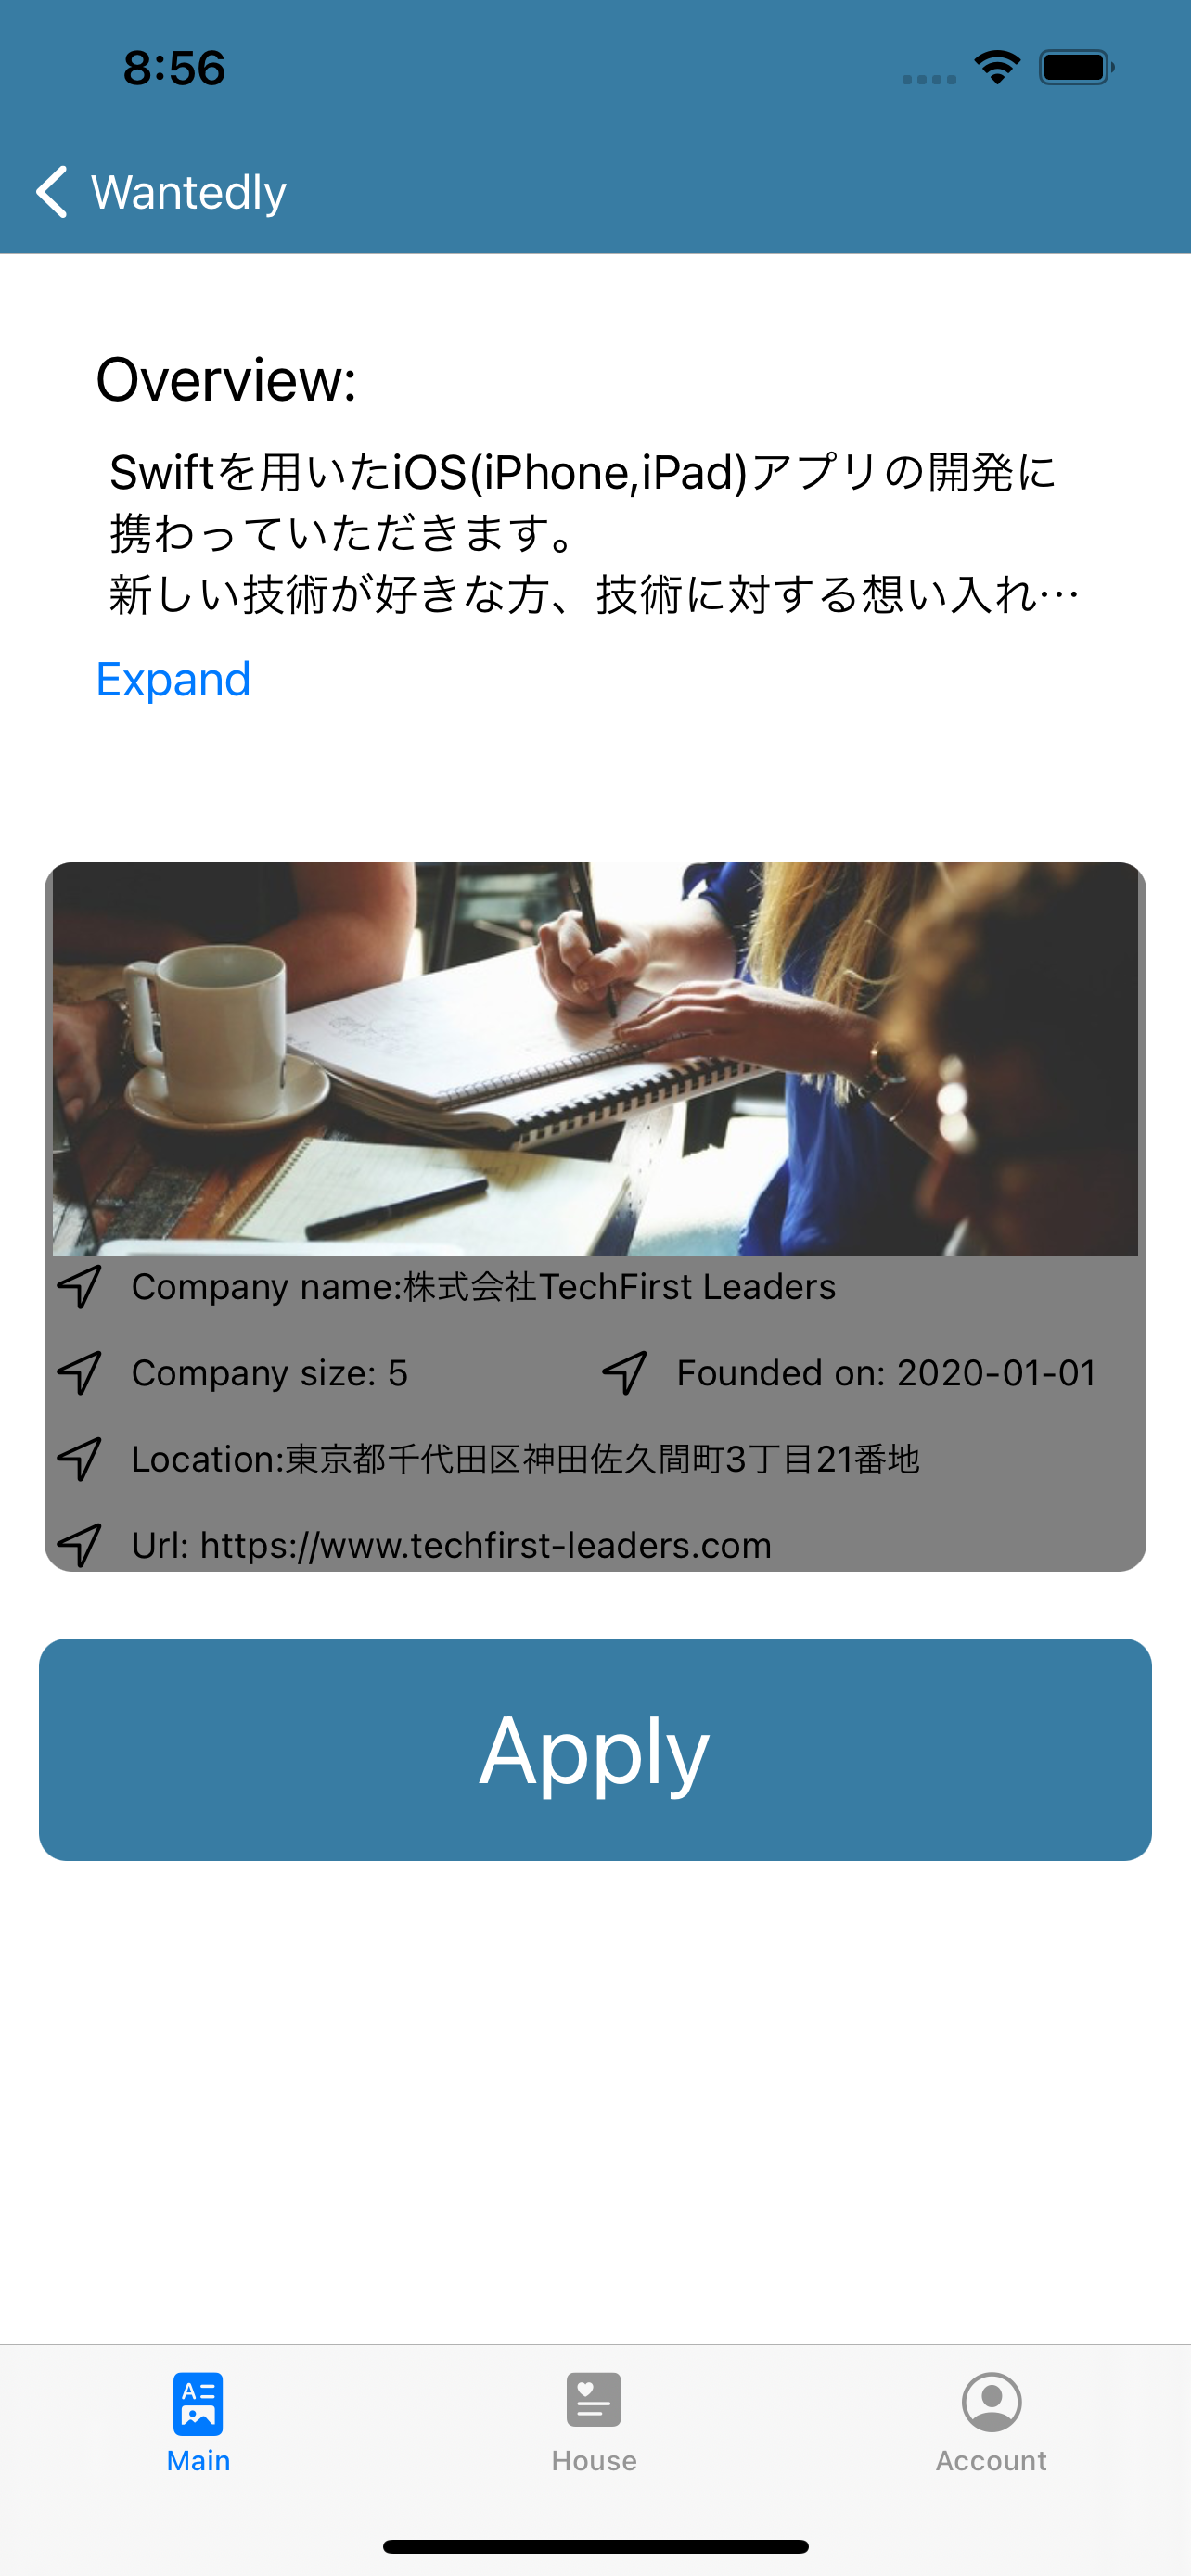 8:56
Wantedly
Overview:
Swiftを用いたiOS(iPhone,iPad)アプリの開発に
携わっていただきます。
新しい技術が好きな方、技術に対する想い入れ…
Expand
Company name:株式会社TechFirst Leaders
Company size: 5
Founded on: 2020-01-01
Location:東京都千代田区神田佐久間町3丁目21番地
Url: https://www.techfirst-leaders.com
Apply
Main
House
Account